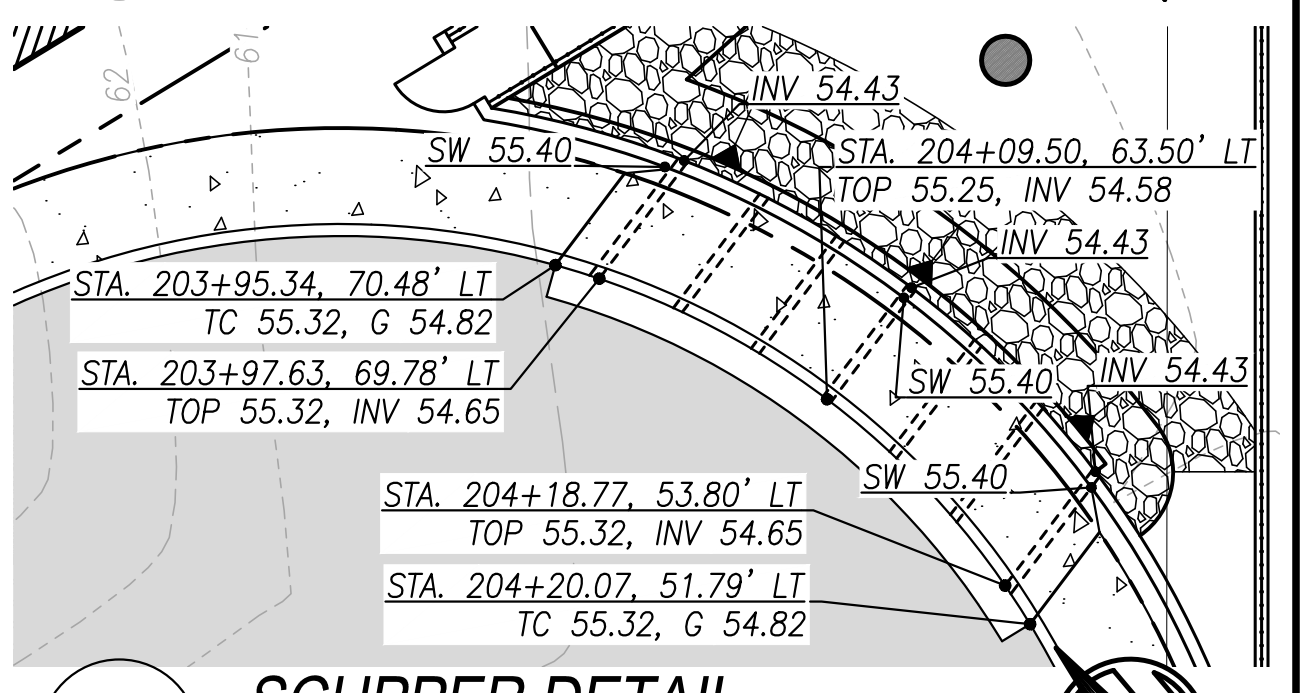 61
62
INV 54.43
SW 55.40
STA. 204+09.50, 63.50' LT
TOP 55.25, INV 54.58
INV 54.43
STA. 203+95.34, 70.48' LT
TC 55.32, G 54.82
STA. 203+97.63, 69.78' LT
TOP 55.32, INV 54.65
SW 55.40
INV 54.43
SW 55.40
STA. 204+18.77, 53.80' LT
TOP 55.32, INV 54.65
STA. 204+20.07, 51.79' LT
TC 55.32, G 54.82
SCUPPER DETAIL